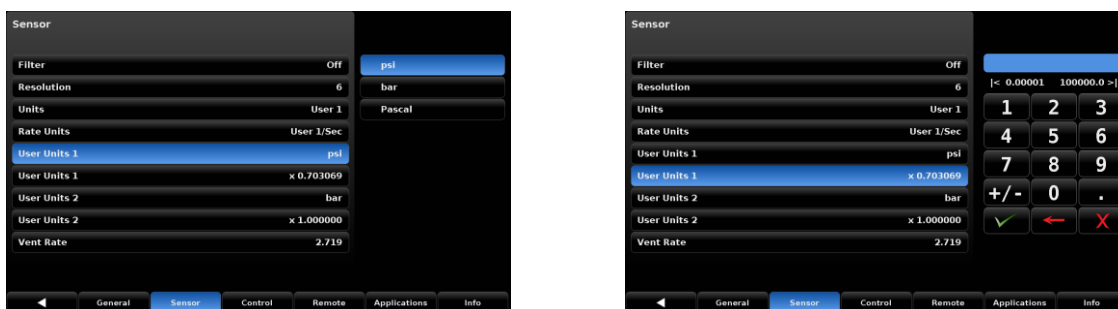 Sensor
Filter Off
Resolution 6
Units User 1
Rate Units User 1/Sec
User Units 1 psi
User Units 1 x 0.703069
User Units 2 bar
User Units 2 x 1.000000
Vent Rate 2.719
psi
bar
Pascal
◀ General Sensor Control Remote Applications Info
Sensor
Filter Off
Resolution 6
Units User 1
Rate Units User 1/Sec
User Units 1 psi
User Units 1 x 0.703069
User Units 2 bar
User Units 2 x 1.000000
Vent Rate 2.719
|< 0.00001 100000.0 >|
1 2 3
4 5 6
7 8 9
+/- 0 .
✓ ← X
◀ General Sensor Control Remote Applications Info